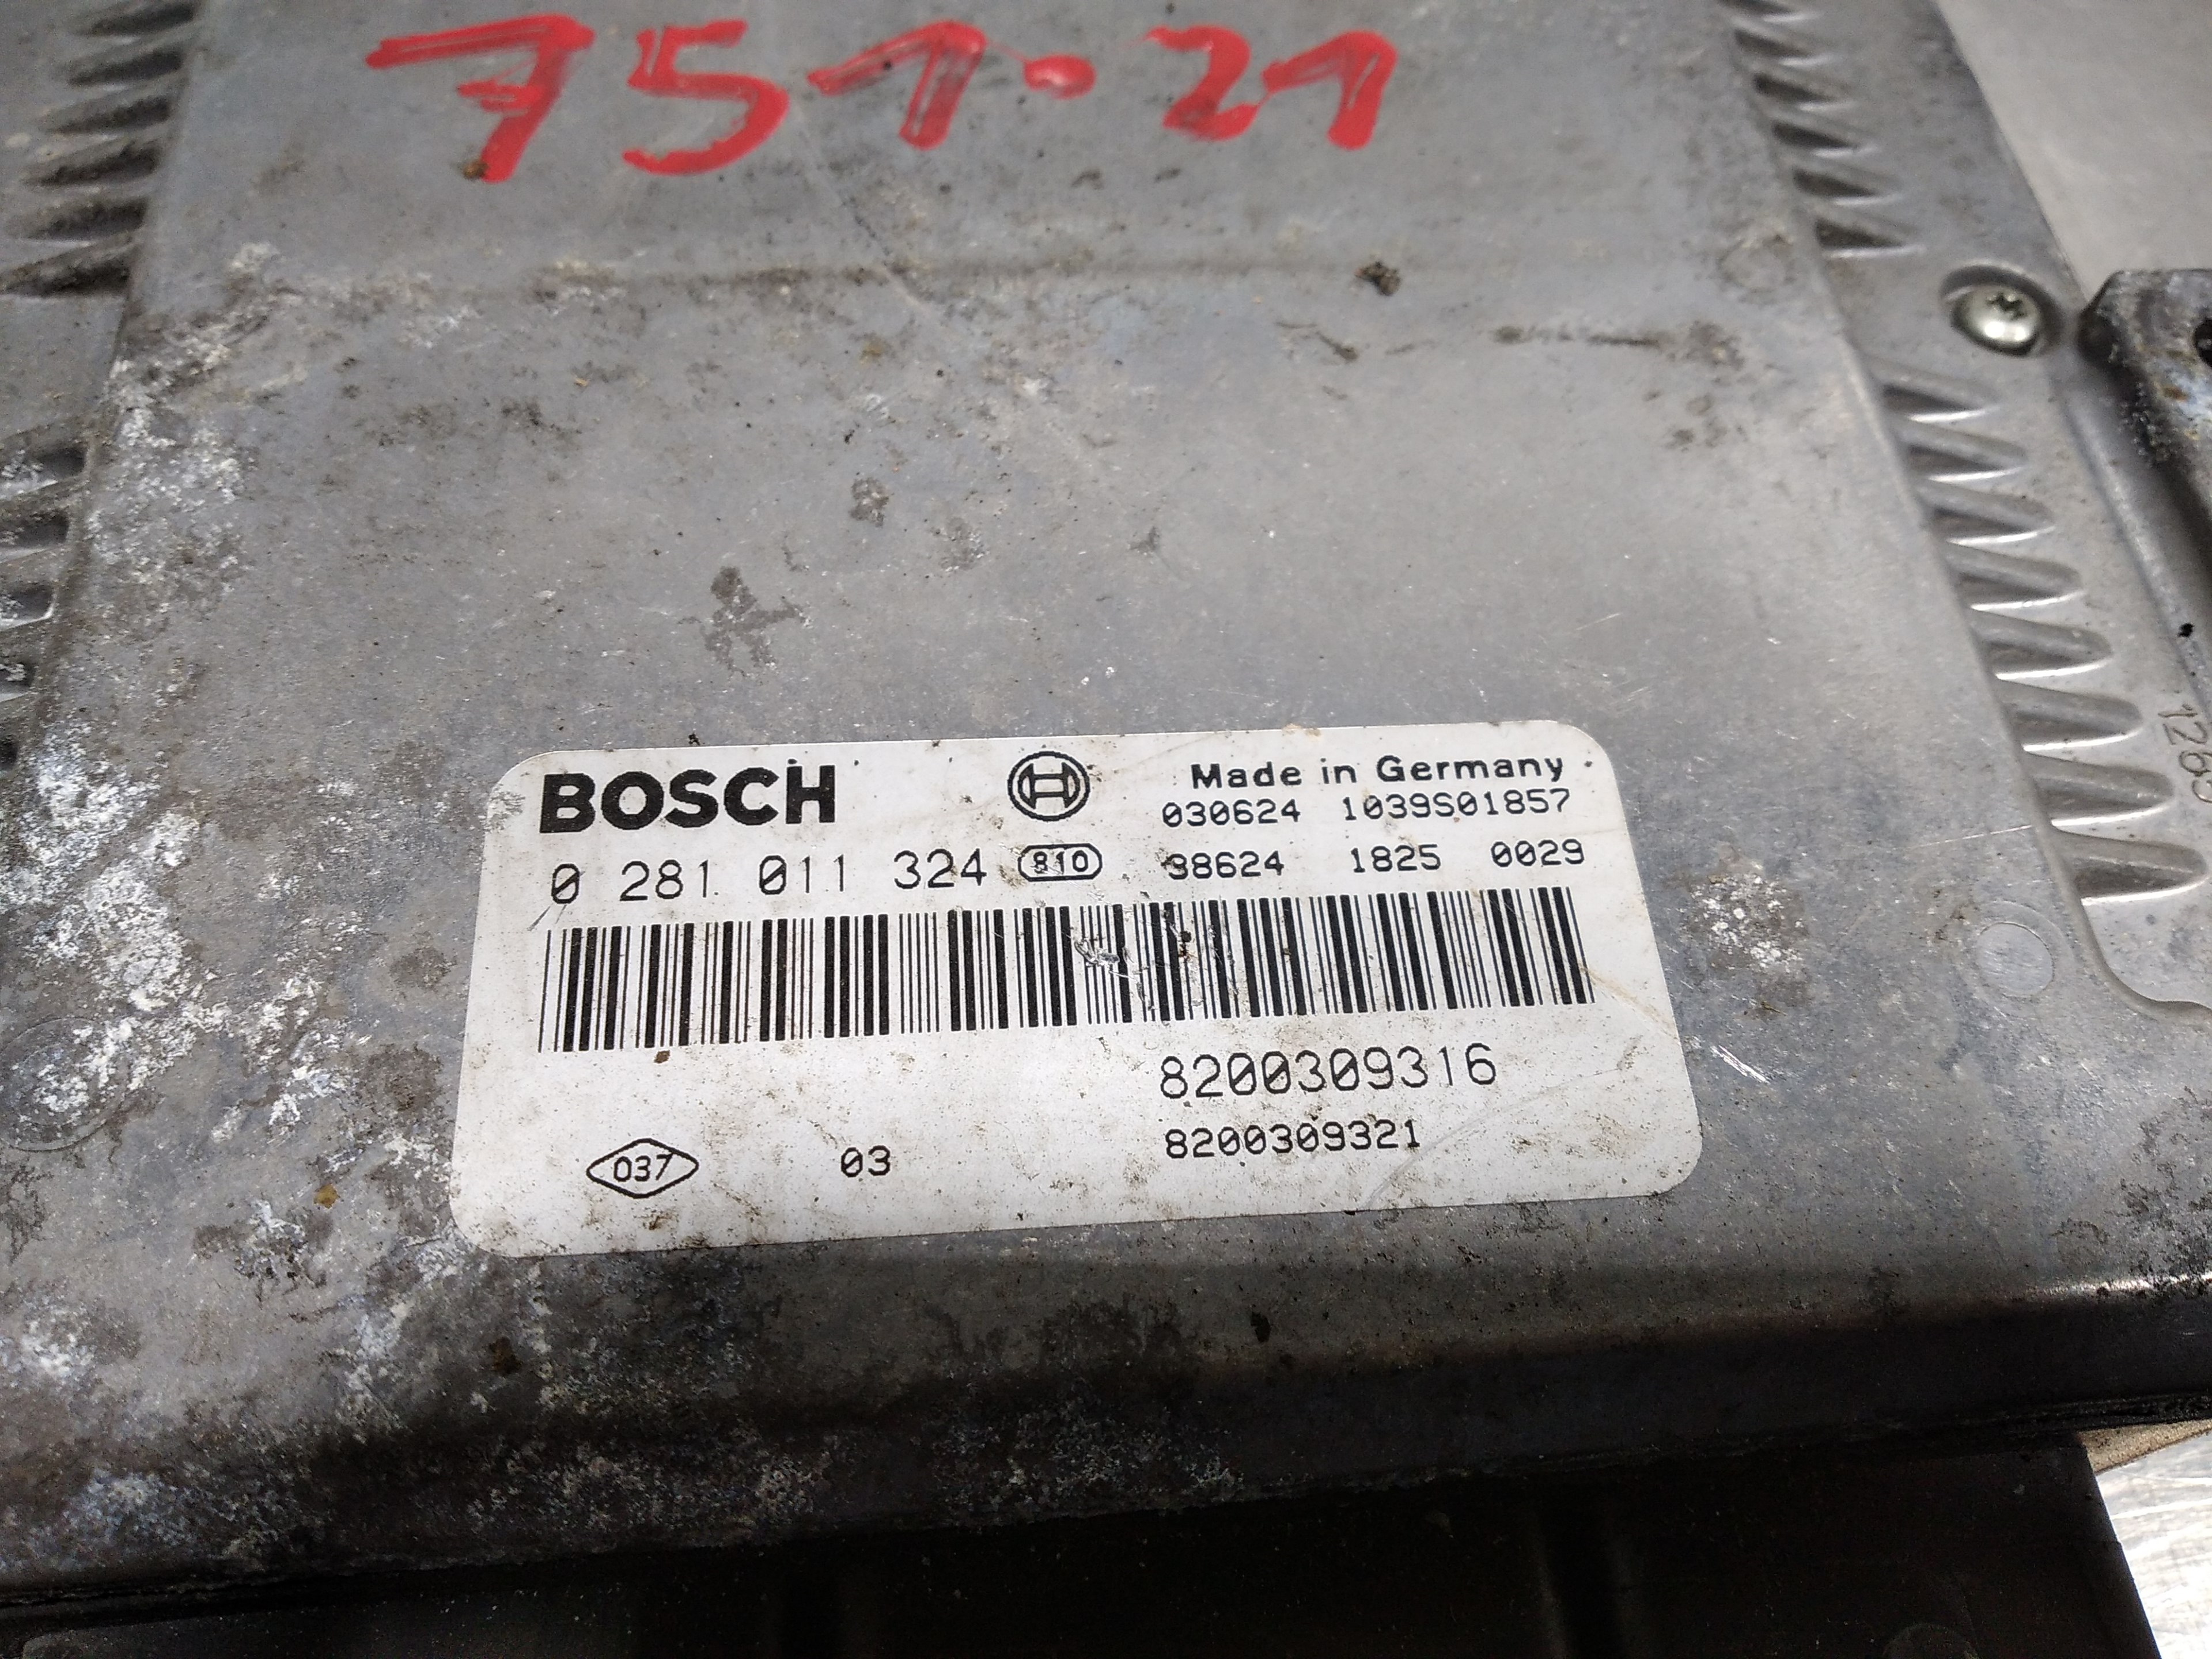 751.21
BOSCH
Made in Germany
030624 1039S01857
0 281 011 324 810 38624 1825 0029
8200309316
8200309321
037 03